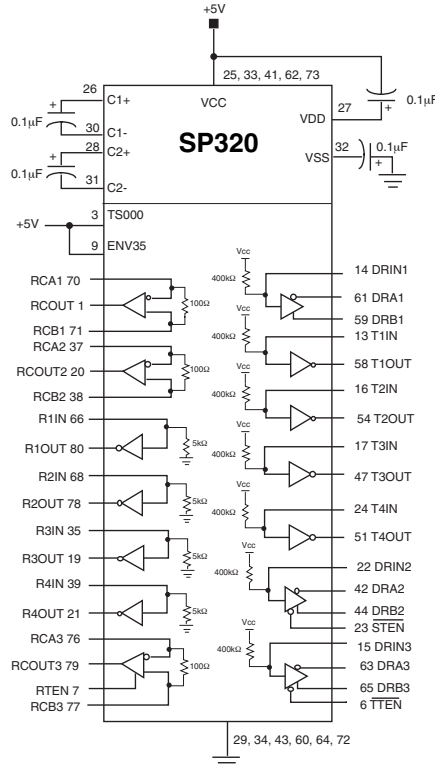 +5V
26
25, 33, 41, 62, 73
C1+
VCC
27
0.1µF
VDD
0.1µF
30
C1-
SP320
28
C2+
32
0.1µF
VSS
0.1µF
31
C2-
3
TS000
+5V
9
ENV35
RCA1 70
RCOUT 1
100Ω
RCB1 71
RCA2 37
RCOUT2 20
100Ω
RCB2 38
R1IN 66
5kΩ
R1OUT 80
R2IN 68
5kΩ
R2OUT 78
R3IN 35
5kΩ
R3OUT 19
R4IN 39
5kΩ
R4OUT 21
RCA3 76
RCOUT3 79
100Ω
RTEN 7
RCB3 77
Vcc
400kΩ
14 DRIN1
61 DRA1
59 DRB1
Vcc
400kΩ
13 T1IN
58 T1OUT
Vcc
400kΩ
16 T2IN
54 T2OUT
Vcc
400kΩ
17 T3IN
47 T3OUT
Vcc
400kΩ
24 T4IN
51 T4OUT
Vcc
400kΩ
22 DRIN2
42 DRA2
44 DRB2
23 STEN
Vcc
400kΩ
15 DRIN3
63 DRA3
65 DRB3
6 TTEN
29, 34, 43, 60, 64, 72